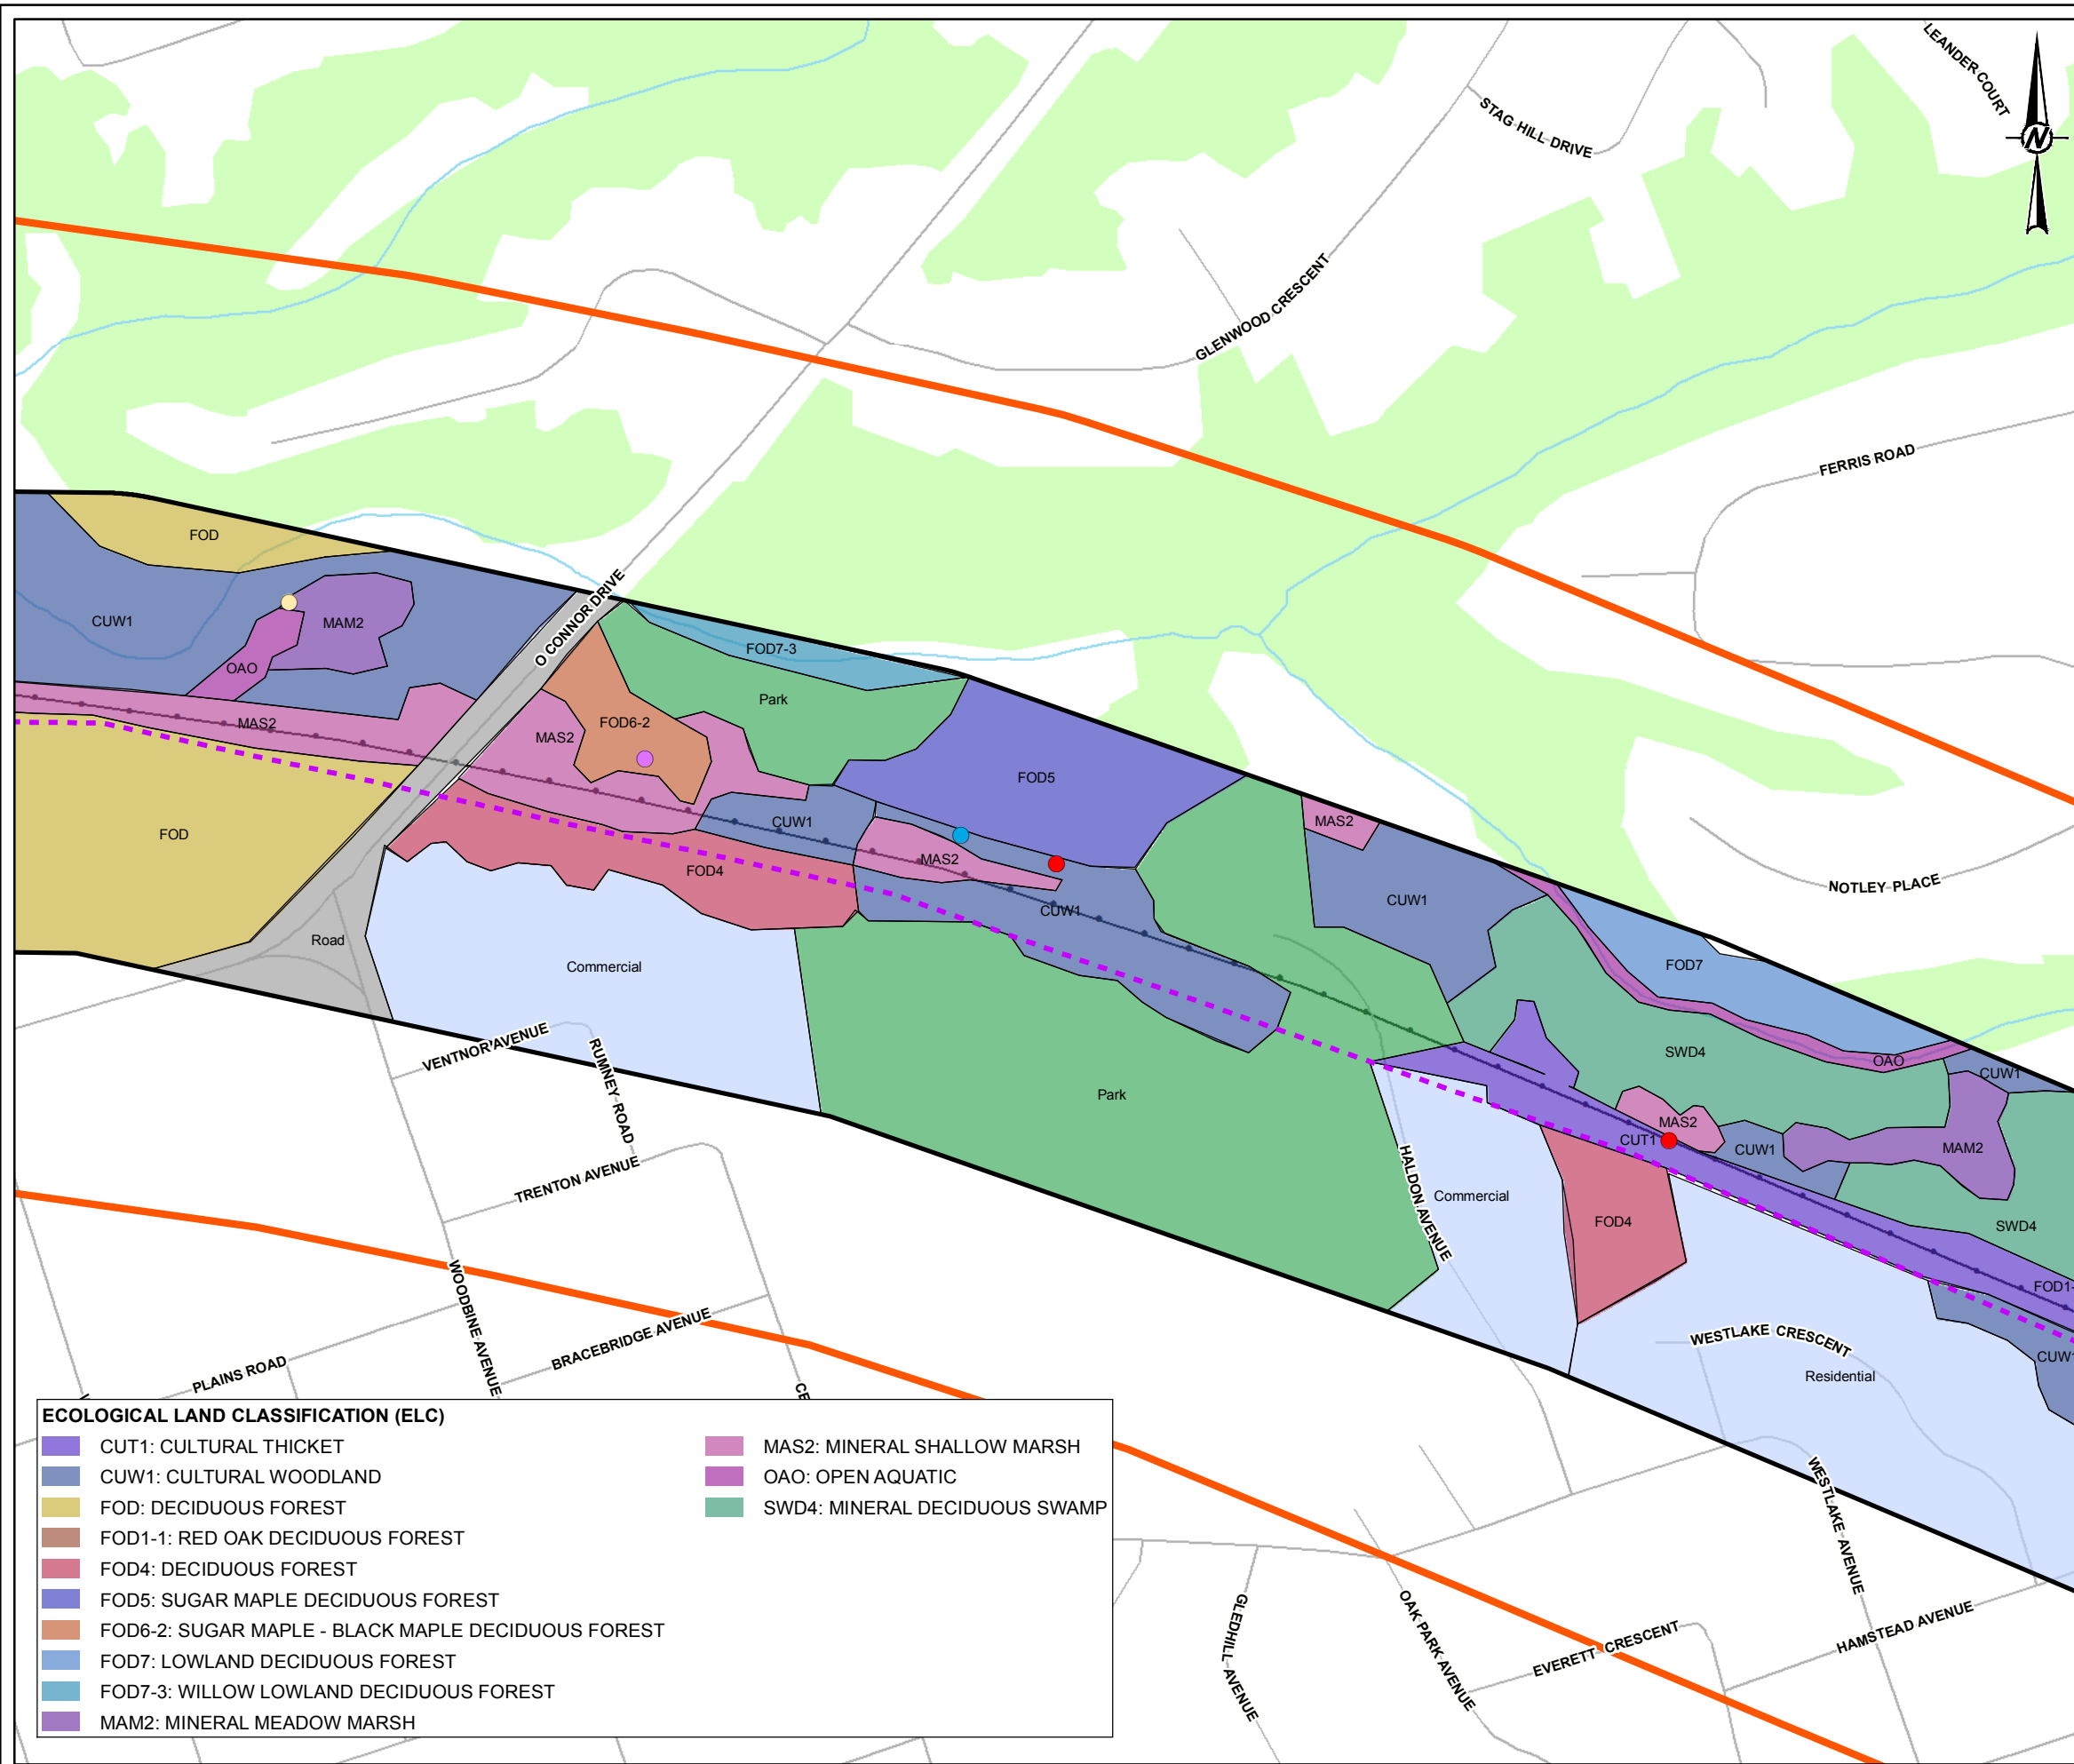 LEANDER COURT
N
STAG HILL DRIVE
GLENWOOD CRESCENT
FERRIS ROAD
FOD
O CONNOR DRIVE
CUW1
MAM2
OAO
FOD7-3
Park
MAS2
MAS2
FOD6-2
FOD5
FOD
CUW1
MAS2
MAS2
FOD4
CUW1
CUW1
NOTLEY PLACE
Road
Commercial
FOD7
SWD4
OAO
CUW1
VENTNOR AVENUE
RUMNEY ROAD
Park
MAS2
CUT1
CUW1
MAM2
TRENTON AVENUE
HALDON AVENUE
Commercial
FOD4
SWD4
FOD1-
WOODBINE AVENUE
BRACEBRIDGE AVENUE
WESTLAKE CRESCENT
CUW1
Residential
PLAINS ROAD
CE
WESTLAKE AVENUE
GLEDHILL AVENUE
OAK PARK AVENUE
EVERETT CRESCENT
HAMSTEAD AVENUE
ECOLOGICAL LAND CLASSIFICATION (ELC)
CUT1: CULTURAL THICKET
CUW1: CULTURAL WOODLAND
FOD: DECIDUOUS FOREST
FOD1-1: RED OAK DECIDUOUS FOREST
FOD4: DECIDUOUS FOREST
FOD5: SUGAR MAPLE DECIDUOUS FOREST
FOD6-2: SUGAR MAPLE - BLACK MAPLE DECIDUOUS FOREST
FOD7: LOWLAND DECIDUOUS FOREST
FOD7-3: WILLOW LOWLAND DECIDUOUS FOREST
MAM2: MINERAL MEADOW MARSH
MAS2: MINERAL SHALLOW MARSH
OAO: OPEN AQUATIC
SWD4: MINERAL DECIDUOUS SWAMP